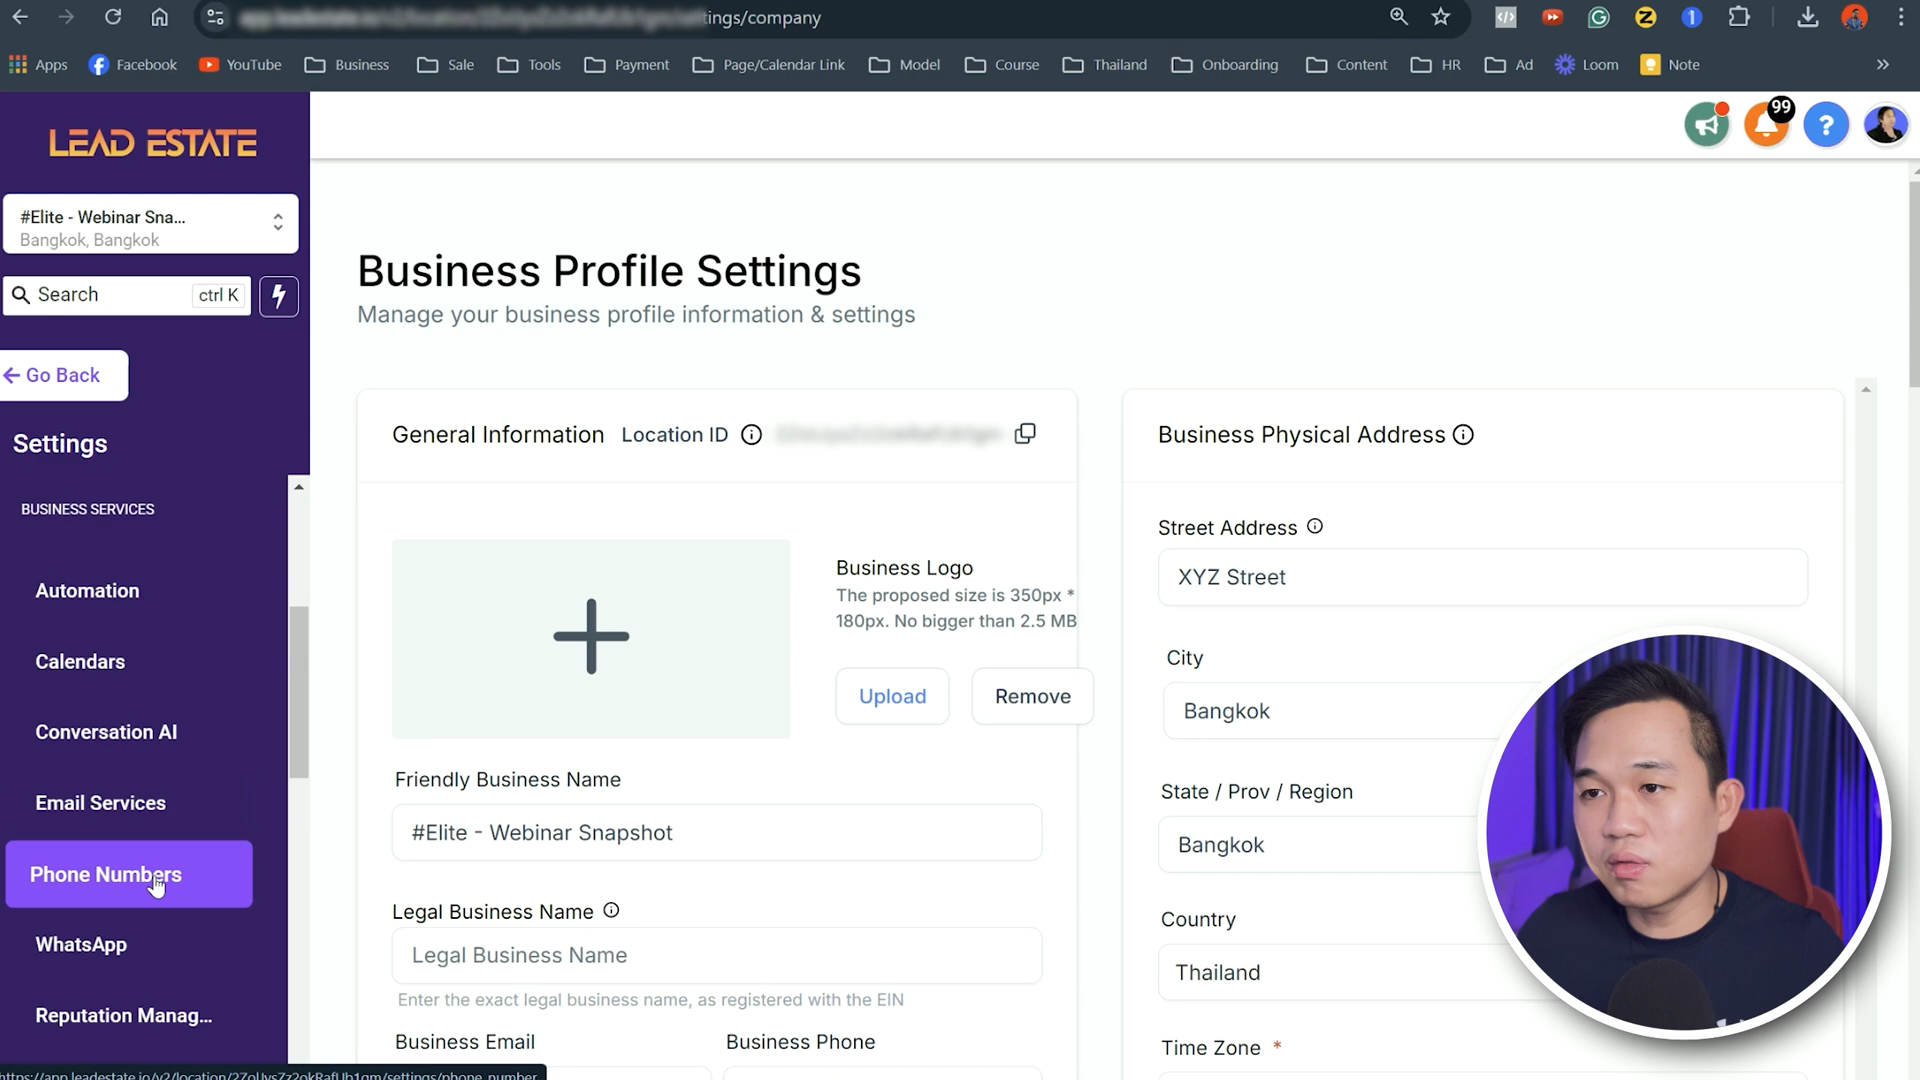 tings/company
Apps
Facebook
YouTube
Business
Sale
Tools
Payment
Page/Calendar Link
Model
Course
Thailand
Onboarding
Content
HR
Ad
Loom
Note
LEAD ESTATE
99
?
#Elite - Webinar Sna...
Bangkok, Bangkok
Search
ctrl K
Go Back
Settings
BUSINESS SERVICES
Automation
Calendars
Conversation AI
Email Services
Phone Numbers
WhatsApp
Reputation Manag...
Business Profile Settings
Manage your business profile information & settings
General Information Location ID
Business Logo
The proposed size is 350px *
180px. No bigger than 2.5 MB
Upload
Remove
Friendly Business Name
#Elite - Webinar Snapshot
Legal Business Name
Legal Business Name
Enter the exact legal business name, as registered with the EIN
Business Email
Business Phone
Business Physical Address
Street Address
XYZ Street
City
Bangkok
State / Prov / Region
Bangkok
Country
Thailand
Time Zone *